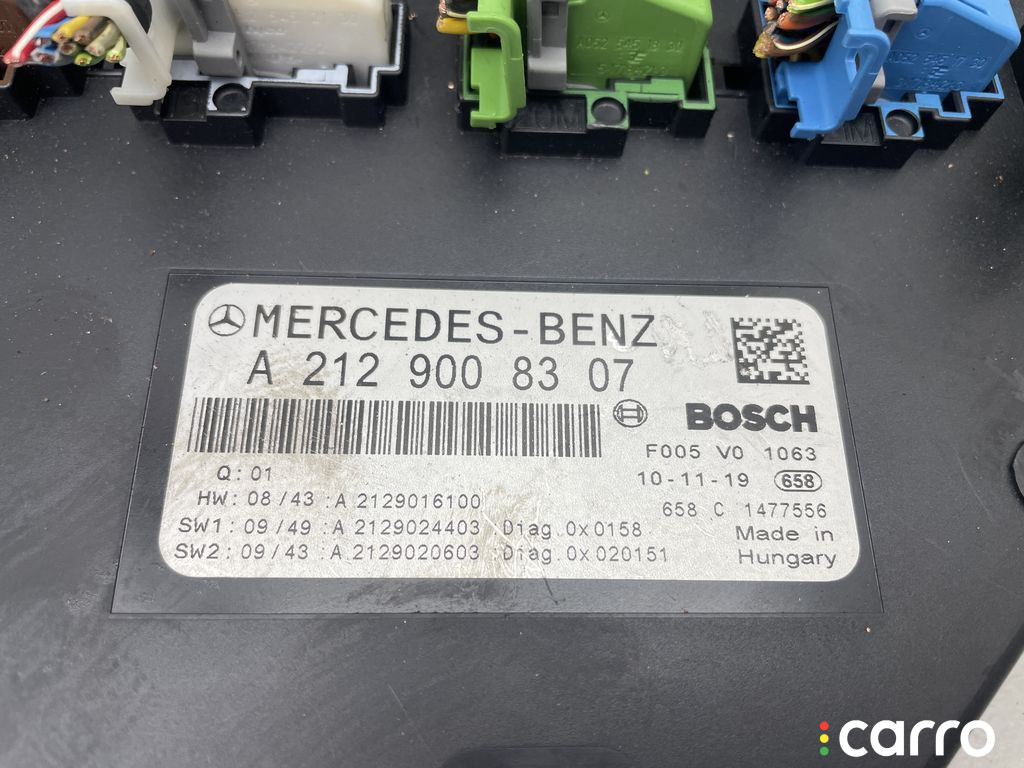 MERCEDES-BENZ
A 212 900 83 07
BOSCH
F005 V0 1063
Q: 01
10-11-19 658
HW: 08/43 :A 2129016100
658 C 1477556
SW1: 09/49 :A 2129024403 Diag.0x0158
Made in
SW2: 09/43 :A 2129020603 Diag.0x020151
Hungary
carro